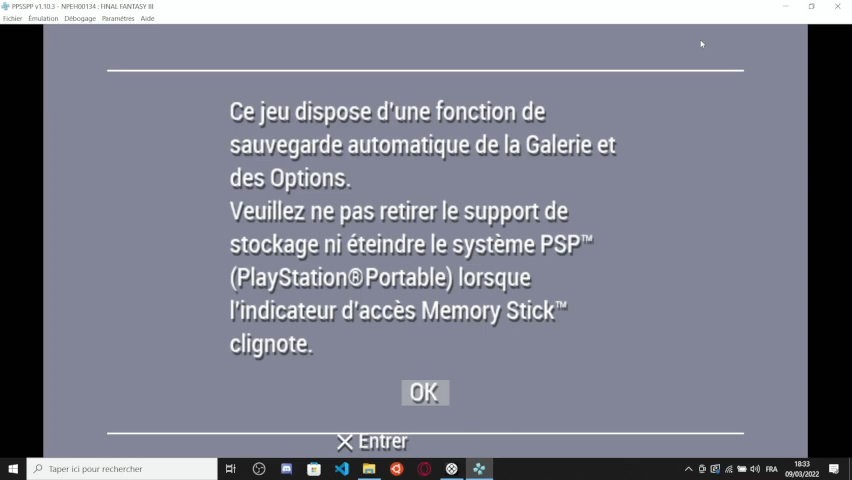 PPSSPP v1.10.3 - NPEH00134 : FINAL FANTASY III
Fichier Émulation Débogage Paramètres Aide
Ce jeu dispose d'une fonction de
sauvegarde automatique de la Galerie et
des Options.
Veuillez ne pas retirer le support de
stockage ni éteindre le système PSP™
(PlayStation®Portable) lorsque
l'indicateur d'accès Memory Stick™
clignote.
OK
Entrer
Taper ici pour rechercher
FRA
18:33
09/03/2022